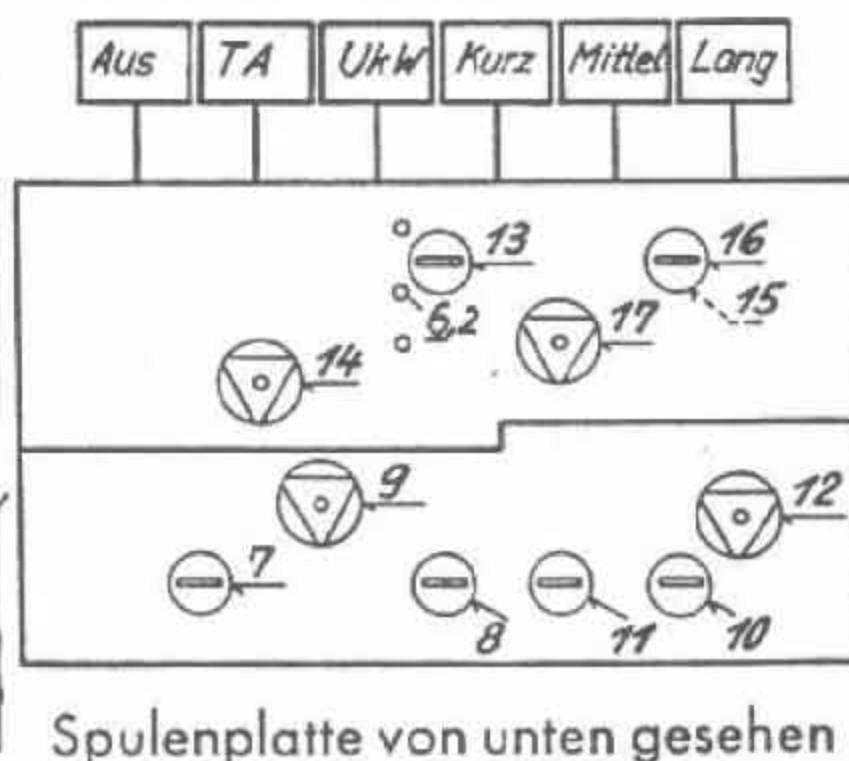 Aus TA UkW Kurz Mittel Lang
13 16
6,2 15
14 17
9 12
7
8 11 10
Spulenplatte von unten gesehen